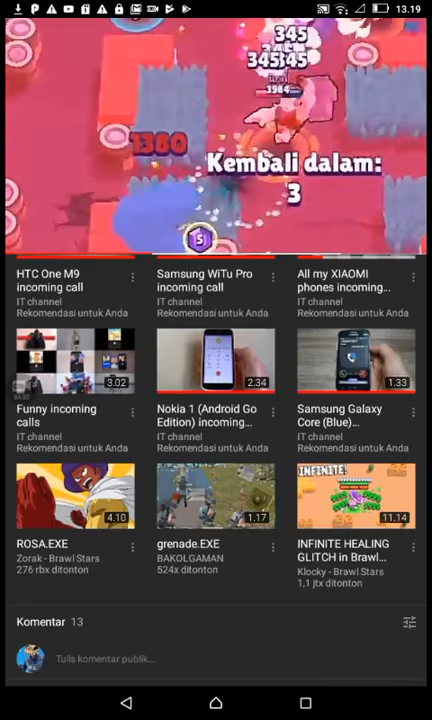 13.19
345
345345
1984
1380
Kembali dalam:
3
5
HTC One M9
incoming call
IT channel
Rekomendasi untuk Anda
Samsung WiTu Pro
incoming call
IT channel
Rekomendasi untuk Anda
All my XIAOMI
phones incoming...
IT channel
Rekomendasi untuk Anda
3.02
Funny incoming
calls
IT channel
Rekomendasi untuk Anda
2.34
Nokia 1 (Android Go
Edition) incoming...
IT channel
Rekomendasi untuk Anda
1.33
Samsung Galaxy
Core (Blue)...
IT channel
Rekomendasi untuk Anda
4.10
ROSA.EXE
Zorak - Brawl Stars
276 rbx ditonton
1.17
grenade.EXE
BAKOLGAMAN
524x ditonton
INFINITE!
11.14
INFINITE HEALING
GLITCH in Brawl...
Klocky - Brawl Stars
1,1 jtx ditonton
Komentar 13
Tulis komentar publik...